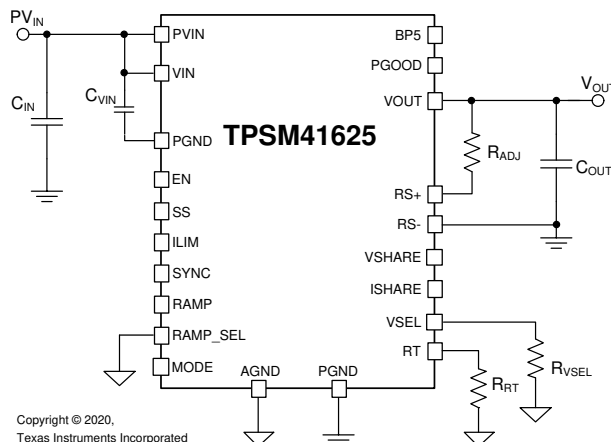 PVIN
CIN
CVIN
PVIN
VIN
PGND
EN
SS
ILIM
SYNC
RAMP
RAMP_SEL
MODE
TPSM41625
AGND
PGND
BP5
PGOOD
VOUT
RS+
RS-
VSHARE
ISHARE
VSEL
RT
RADJ
VOUT
COUT
RRT
RVSEL
Copyright © 2020,
Texas Instruments Incorporated